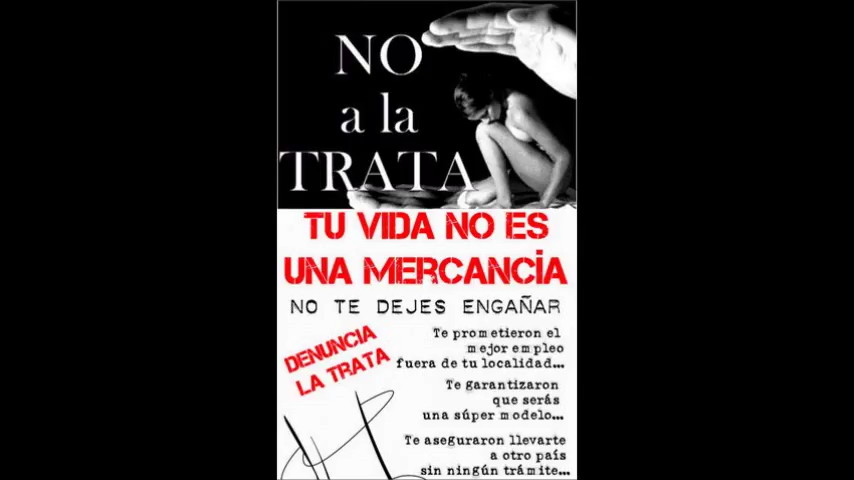 NO
a la
TRATA
TU VIDA NO ES
UNA MERCANCÍA
NO TE DEJES ENGAÑAR
DENUNCIA
LA TRATA
Te prometieron el
mejor empleo
fuera de tu localidad...
Te garantizaron
que serás
una súper modelo...
Te aseguraron llevarte
a otro país
sin ningún trámite...